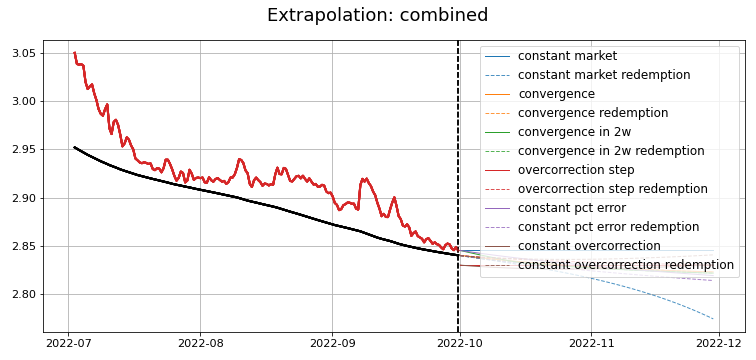 Extrapolation: combined
3.05
3.00
2.95
2.90
2.85
2.80
constant market
constant market redemption
convergence
convergence redemption
convergence in 2w
convergence in 2w redemption
overcorrection step
overcorrection step redemption
constant pct error
constant pct error redemption
constant overcorrection
constant overcorrection redemption
2022-07 2022-08 2022-09 2022-10 2022-11 2022-12